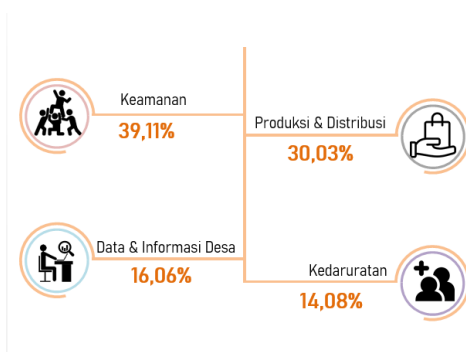 Keamanan
39,11%
Produksi & Distribusi
30,03%
Data & Informasi Desa
16,06%
Kedaruratan
14,08%